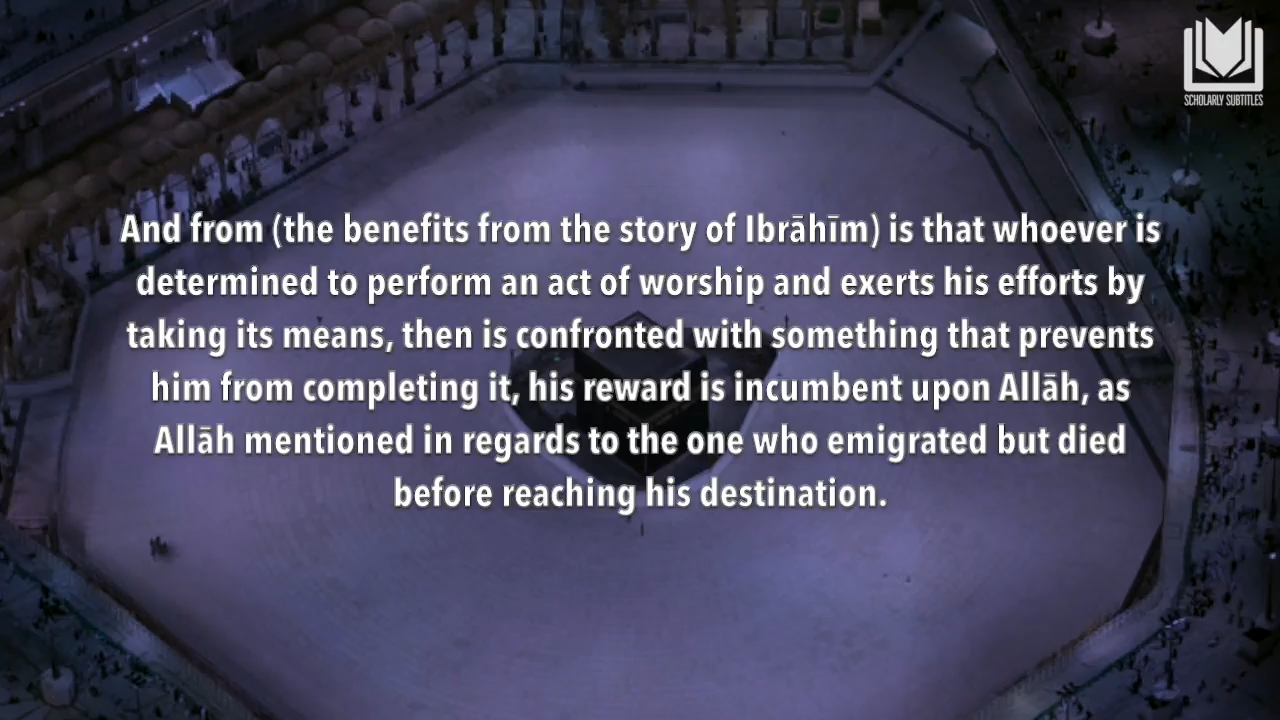 SCHOLARLY SUBTITLES
And from (the benefits from the story of Ibrāhīm) is that whoever is
determined to perform an act of worship and exerts his efforts by
taking its means, then is confronted with something that prevents
him from completing it, his reward is incumbent upon Allāh, as
Allāh mentioned in regards to the one who emigrated but died
before reaching his destination.